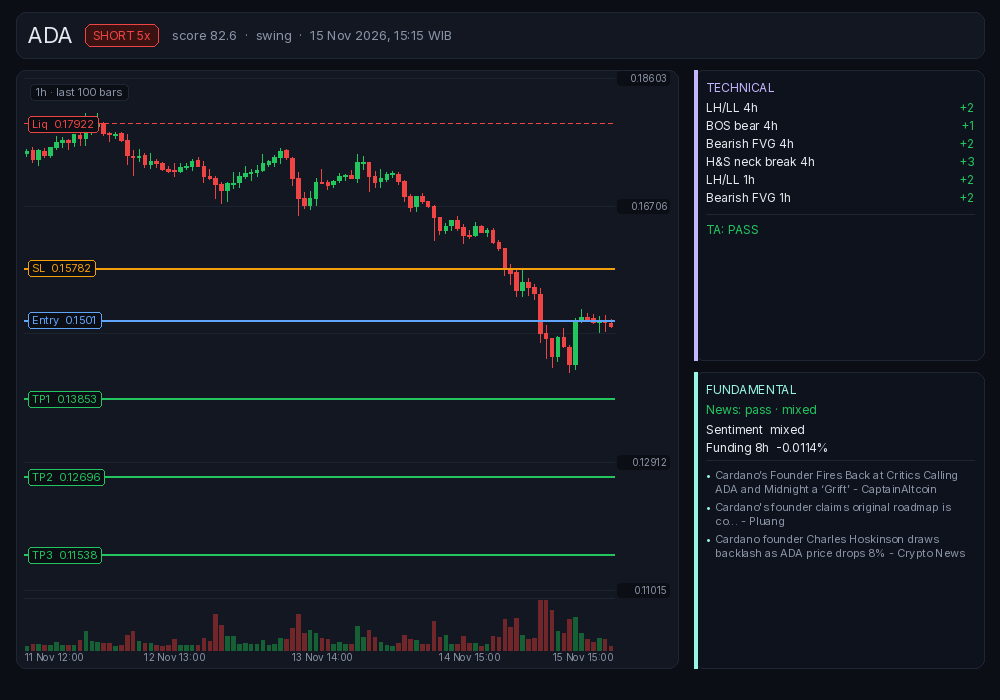 ADA SHORT 5x score 82.6 · swing · 15 Nov 2026, 15:15 WIB
1h · last 100 bars
0.18603
Liq 0.17922
0.16706
SL 0.15782
Entry 0.1501
TP1 0.13853
0.12912
TP2 0.12696
TP3 0.11538
0.11015
11 Nov 12:00 12 Nov 13:00 13 Nov 14:00 14 Nov 15:00 15 Nov 15:00
TECHNICAL
LH/LL 4h +2
BOS bear 4h +1
Bearish FVG 4h +2
H&S neck break 4h +3
LH/LL 1h +2
Bearish FVG 1h +2
TA: PASS
FUNDAMENTAL
News: pass · mixed
Sentiment mixed
Funding 8h -0.0114%
• Cardano's Founder Fires Back at Critics Calling
ADA and Midnight a ‘Grift’ - CaptainAltcoin
• Cardano's founder claims original roadmap is
co... - Pluang
• Cardano founder Charles Hoskinson draws
backlash as ADA price drops 8% - Crypto News